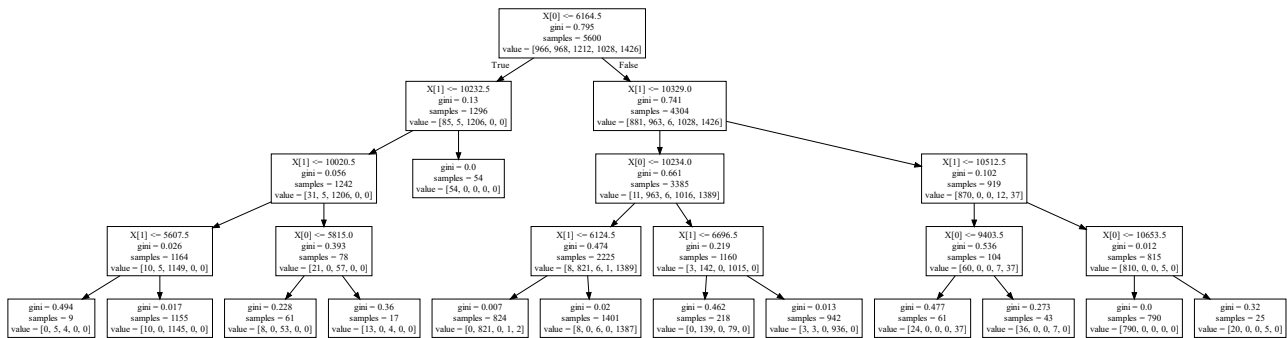 X[0] <= 6164.5
gini = 0.795
samples = 5600
value = [966, 968, 1212, 1028, 1426]
True
False
X[1] <= 10232.5
gini = 0.13
samples = 1296
value = [85, 5, 1206, 0, 0]
X[1] <= 10329.0
gini = 0.741
samples = 4304
value = [881, 963, 6, 1028, 1426]
X[1] <= 10020.5
gini = 0.056
samples = 1242
value = [31, 5, 1206, 0, 0]
gini = 0.0
samples = 54
value = [54, 0, 0, 0, 0]
X[0] <= 10234.0
gini = 0.661
samples = 3385
value = [11, 963, 6, 1016, 1389]
X[1] <= 10512.5
gini = 0.102
samples = 919
value = [870, 0, 0, 12, 37]
X[1] <= 5607.5
gini = 0.026
samples = 1164
value = [10, 5, 1149, 0, 0]
X[0] <= 5815.0
gini = 0.393
samples = 78
value = [21, 0, 57, 0, 0]
X[1] <= 6124.5
gini = 0.474
samples = 2225
value = [8, 821, 6, 1, 1389]
X[1] <= 6696.5
gini = 0.219
samples = 1160
value = [3, 142, 0, 1015, 0]
X[0] <= 9403.5
gini = 0.536
samples = 104
value = [60, 0, 0, 7, 37]
X[0] <= 10653.5
gini = 0.012
samples = 815
value = [810, 0, 0, 5, 0]
gini = 0.494
samples = 9
value = [0, 5, 4, 0, 0]
gini = 0.017
samples = 1155
value = [10, 0, 1145, 0, 0]
gini = 0.228
samples = 61
value = [8, 0, 53, 0, 0]
gini = 0.36
samples = 17
value = [13, 0, 4, 0, 0]
gini = 0.007
samples = 824
value = [0, 821, 0, 1, 2]
gini = 0.02
samples = 1401
value = [8, 0, 6, 0, 1387]
gini = 0.462
samples = 218
value = [0, 139, 0, 79, 0]
gini = 0.013
samples = 942
value = [3, 3, 0, 936, 0]
gini = 0.477
samples = 61
value = [24, 0, 0, 0, 37]
gini = 0.273
samples = 43
value = [36, 0, 0, 7, 0]
gini = 0.0
samples = 790
value = [790, 0, 0, 0, 0]
gini = 0.32
samples = 25
value = [20, 0, 0, 5, 0]